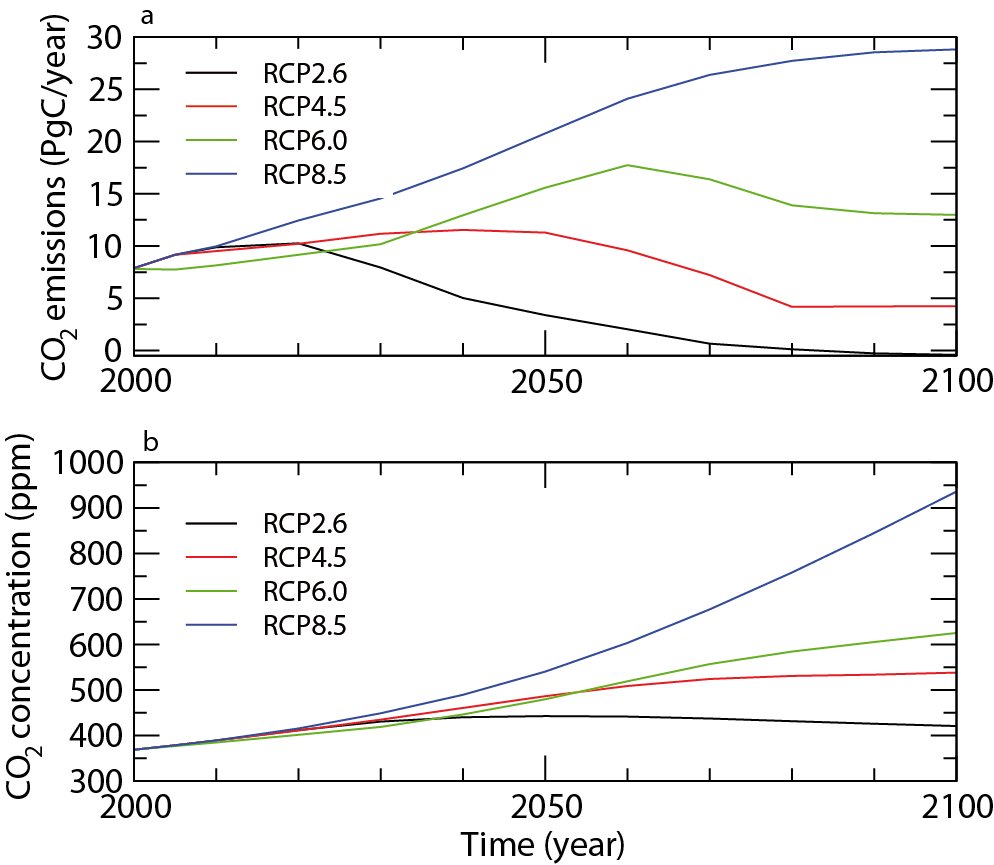 a
CO2 emissions (PgC/year)
30
25
20
15
10
5
0
RCP2.6
RCP4.5
RCP6.0
RCP8.5
2000 2050 2100
b
CO2 concentration (ppm)
1000
900
800
700
600
500
400
300
RCP2.6
RCP4.5
RCP6.0
RCP8.5
2000 2050 2100
Time (year)